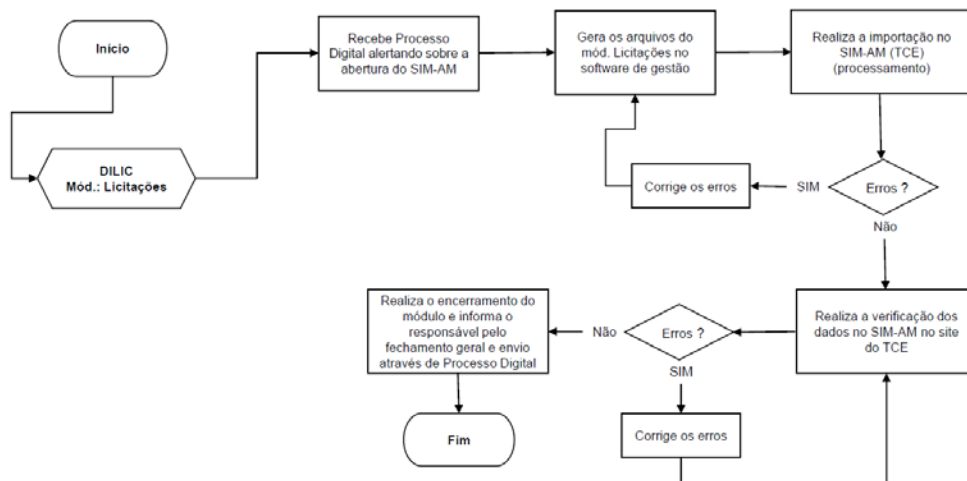 Início
Recebe Processo
Digital alertando sobre a
abertura do SIM-AM
Gera os arquivos do
mód. Licitações no
software de gestão
Realiza a importação no
SIM-AM (TCE)
(processamento)
DILIC
Mód.: Licitações
Corrige os erros
SIM
Erros ?
Não
Realiza o encerramento do
módulo e informa o
responsável pelo
fechamento geral e envio
através de Processo Digital
Não
Erros ?
SIM
Realiza a verificação dos
dados no SIM-AM no site
do TCE
Fim
Corrige os erros